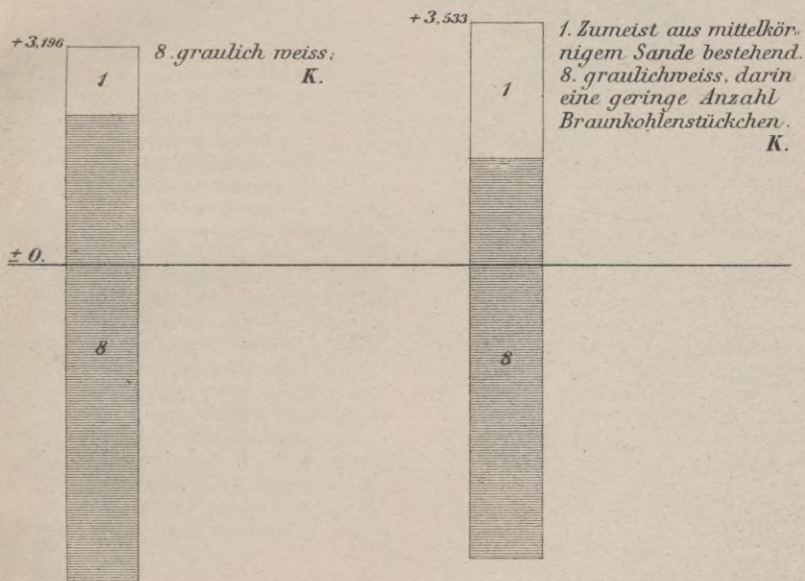 + 3,196
1
8. graulich weiss;
K.
+ 3,533
1
1. Zumeist aus mittelkör-
nigem Sande bestehend.
8. graulichweiss, darin
eine geringe Anzahl
Braunkohlenstückchen.
K.
± 0.
8
8